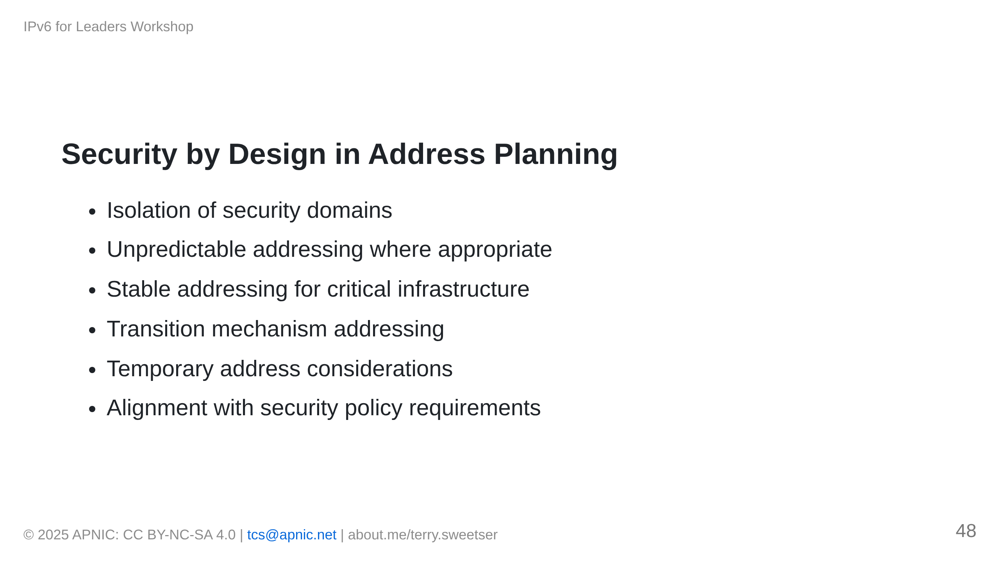 IPv6 for Leaders Workshop
Security by Design in Address Planning
• Isolation of security domains
• Unpredictable addressing where appropriate
• Stable addressing for critical infrastructure
• Transition mechanism addressing
• Temporary address considerations
• Alignment with security policy requirements
© 2025 APNIC: CC BY-NC-SA 4.0 | tcs@apnic.net | about.me/terry.sweetser
48